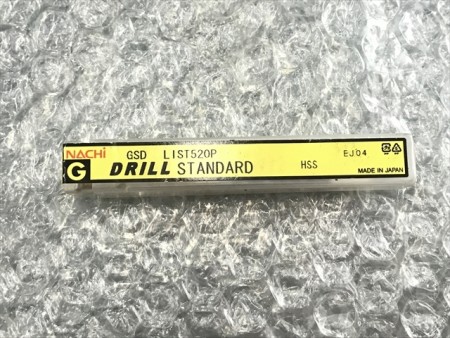 NACHi GSD LIST520P EJ04
G DRILL STANDARD HSS MADE IN JAPAN